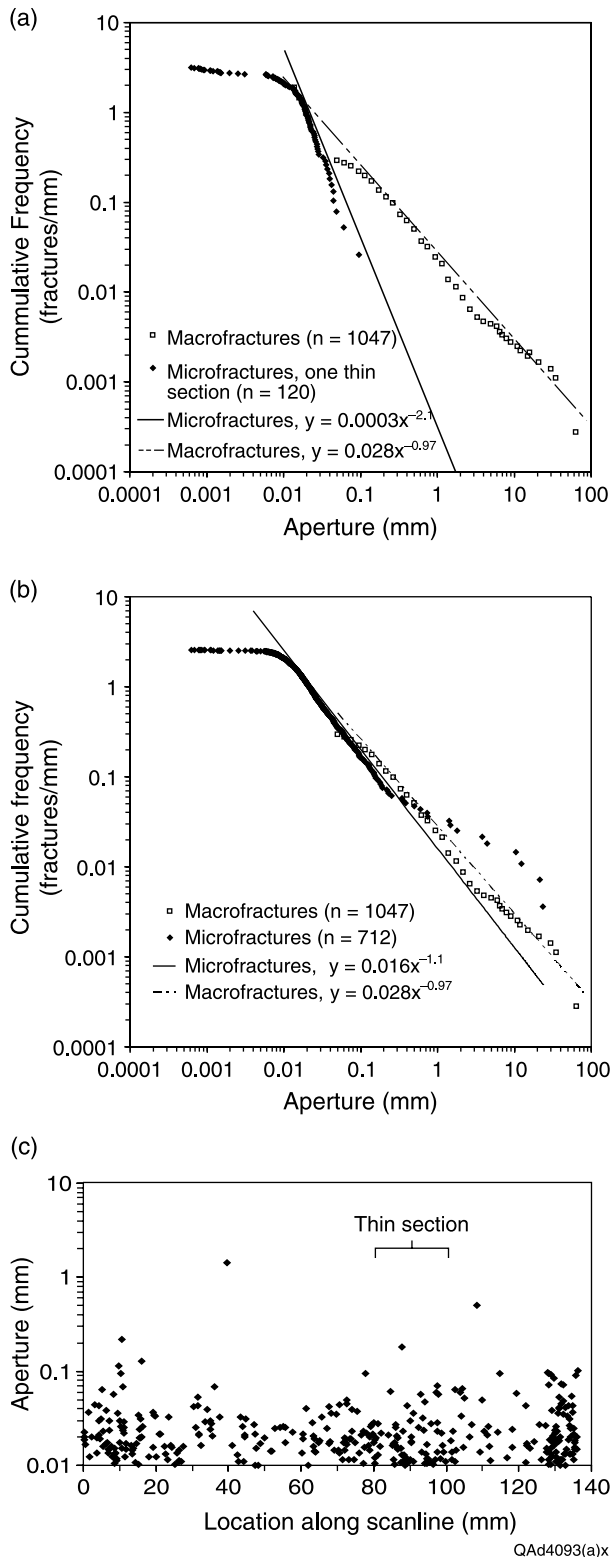 (a)
10
1
0.1
0.01
0.001
0.0001
Cummulative Frequency
(fractures/mm)
Macrofractures (n = 1047)
Microfractures, one thin
section (n = 120)
Microfractures, y = 0.0003x–2.1
Macrofractures, y = 0.028x–0.97
0.0001 0.001 0.01 0.1 1 10 100
Aperture (mm)
(b)
10
1
0.1
0.01
0.001
0.0001
Cumulative frequency
(fractures/mm)
Macrofractures (n = 1047)
Microfractures (n = 712)
Microfractures, y = 0.016x–1.1
Macrofractures, y = 0.028x–0.97
0.0001 0.001 0.01 0.1 1 10 100
Aperture (mm)
(c)
10
1
0.1
0.01
Aperture (mm)
Thin section
0 20 40 60 80 100 120 140
Location along scanline (mm)
QAd4093(a)x